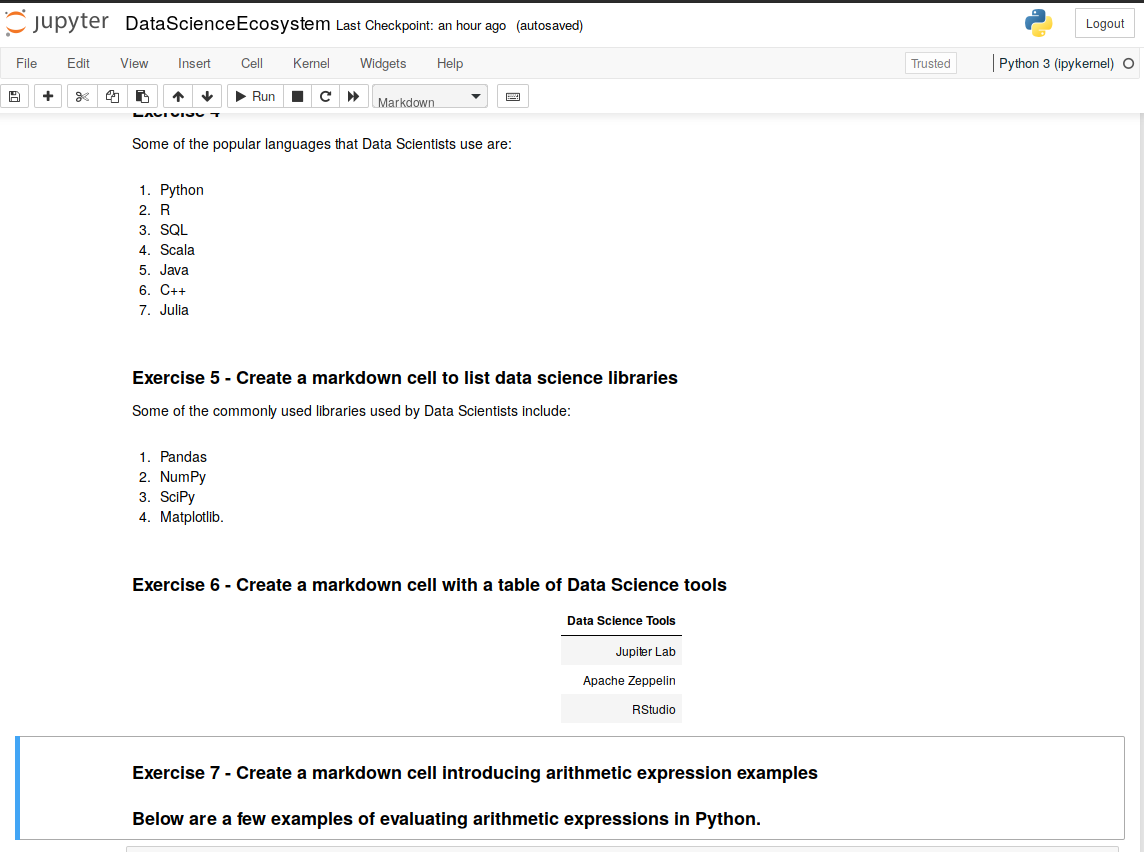 jupyter DataScienceEcosystem Last Checkpoint: an hour ago (autosaved) Logout
File Edit View Insert Cell Kernel Widgets Help Trusted Python 3 (ipykernel)
Run Markdown
Exercise 4
Some of the popular languages that Data Scientists use are:
1. Python
2. R
3. SQL
4. Scala
5. Java
6. C++
7. Julia
Exercise 5 - Create a markdown cell to list data science libraries
Some of the commonly used libraries used by Data Scientists include:
1. Pandas
2. NumPy
3. SciPy
4. Matplotlib.
Exercise 6 - Create a markdown cell with a table of Data Science tools
Data Science Tools
Jupiter Lab
Apache Zeppelin
RStudio
Exercise 7 - Create a markdown cell introducing arithmetic expression examples
Below are a few examples of evaluating arithmetic expressions in Python.